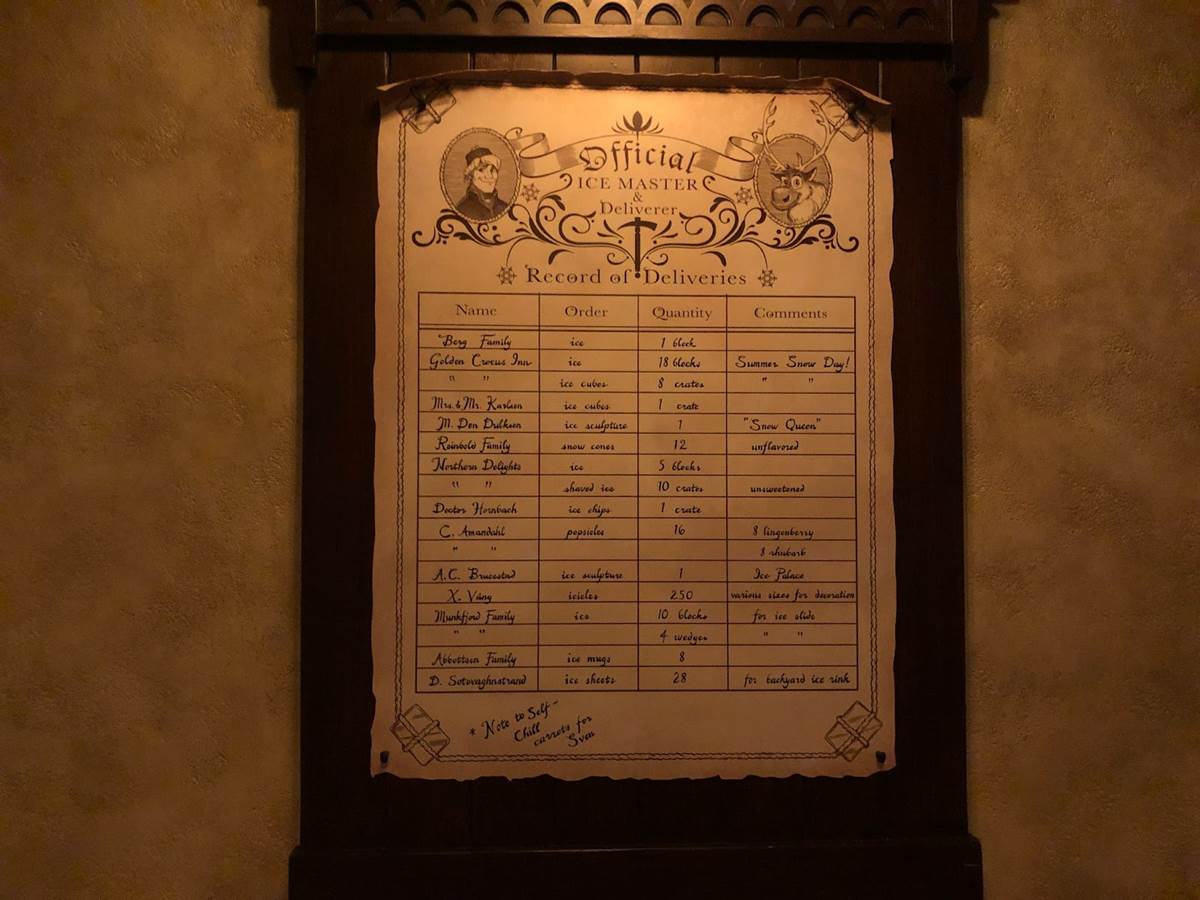 Official
ICE MASTER
&
Deliverer
Record of Deliveries
Name Order Quantity Comments
Berg Family ice 1 block
Golden Crocus Inn ice 18 blocks Summer Snow Day!
" " ice cubes 8 crates " "
Mrs. & Mr. Karlsen ice cubes 1 crate
M. Den Dulksen ice sculpture 1 "Snow Queen"
Reinbold Family snow cones 12 unflavored
Northern Delights ice 5 blocks
" " shaved ice 10 crates unsweetened
Doctor Hornbach ice chips 1 crate
C. Amandahl popsicles 16 8 lingonberry
" " 8 rhubarb
A.C. Brucestad ice sculpture 1 Ice Palace
X. Vang icicles 250 various sizes for decoration
Munkfjord Family ice 10 blocks for ice slide
" " 4 wedges " "
Abbottsen Family ice mugs 8
D. Sotovaghnstrand ice sheets 28 for backyard ice rink
* Note to Self-
Chill
carrots for
Sven